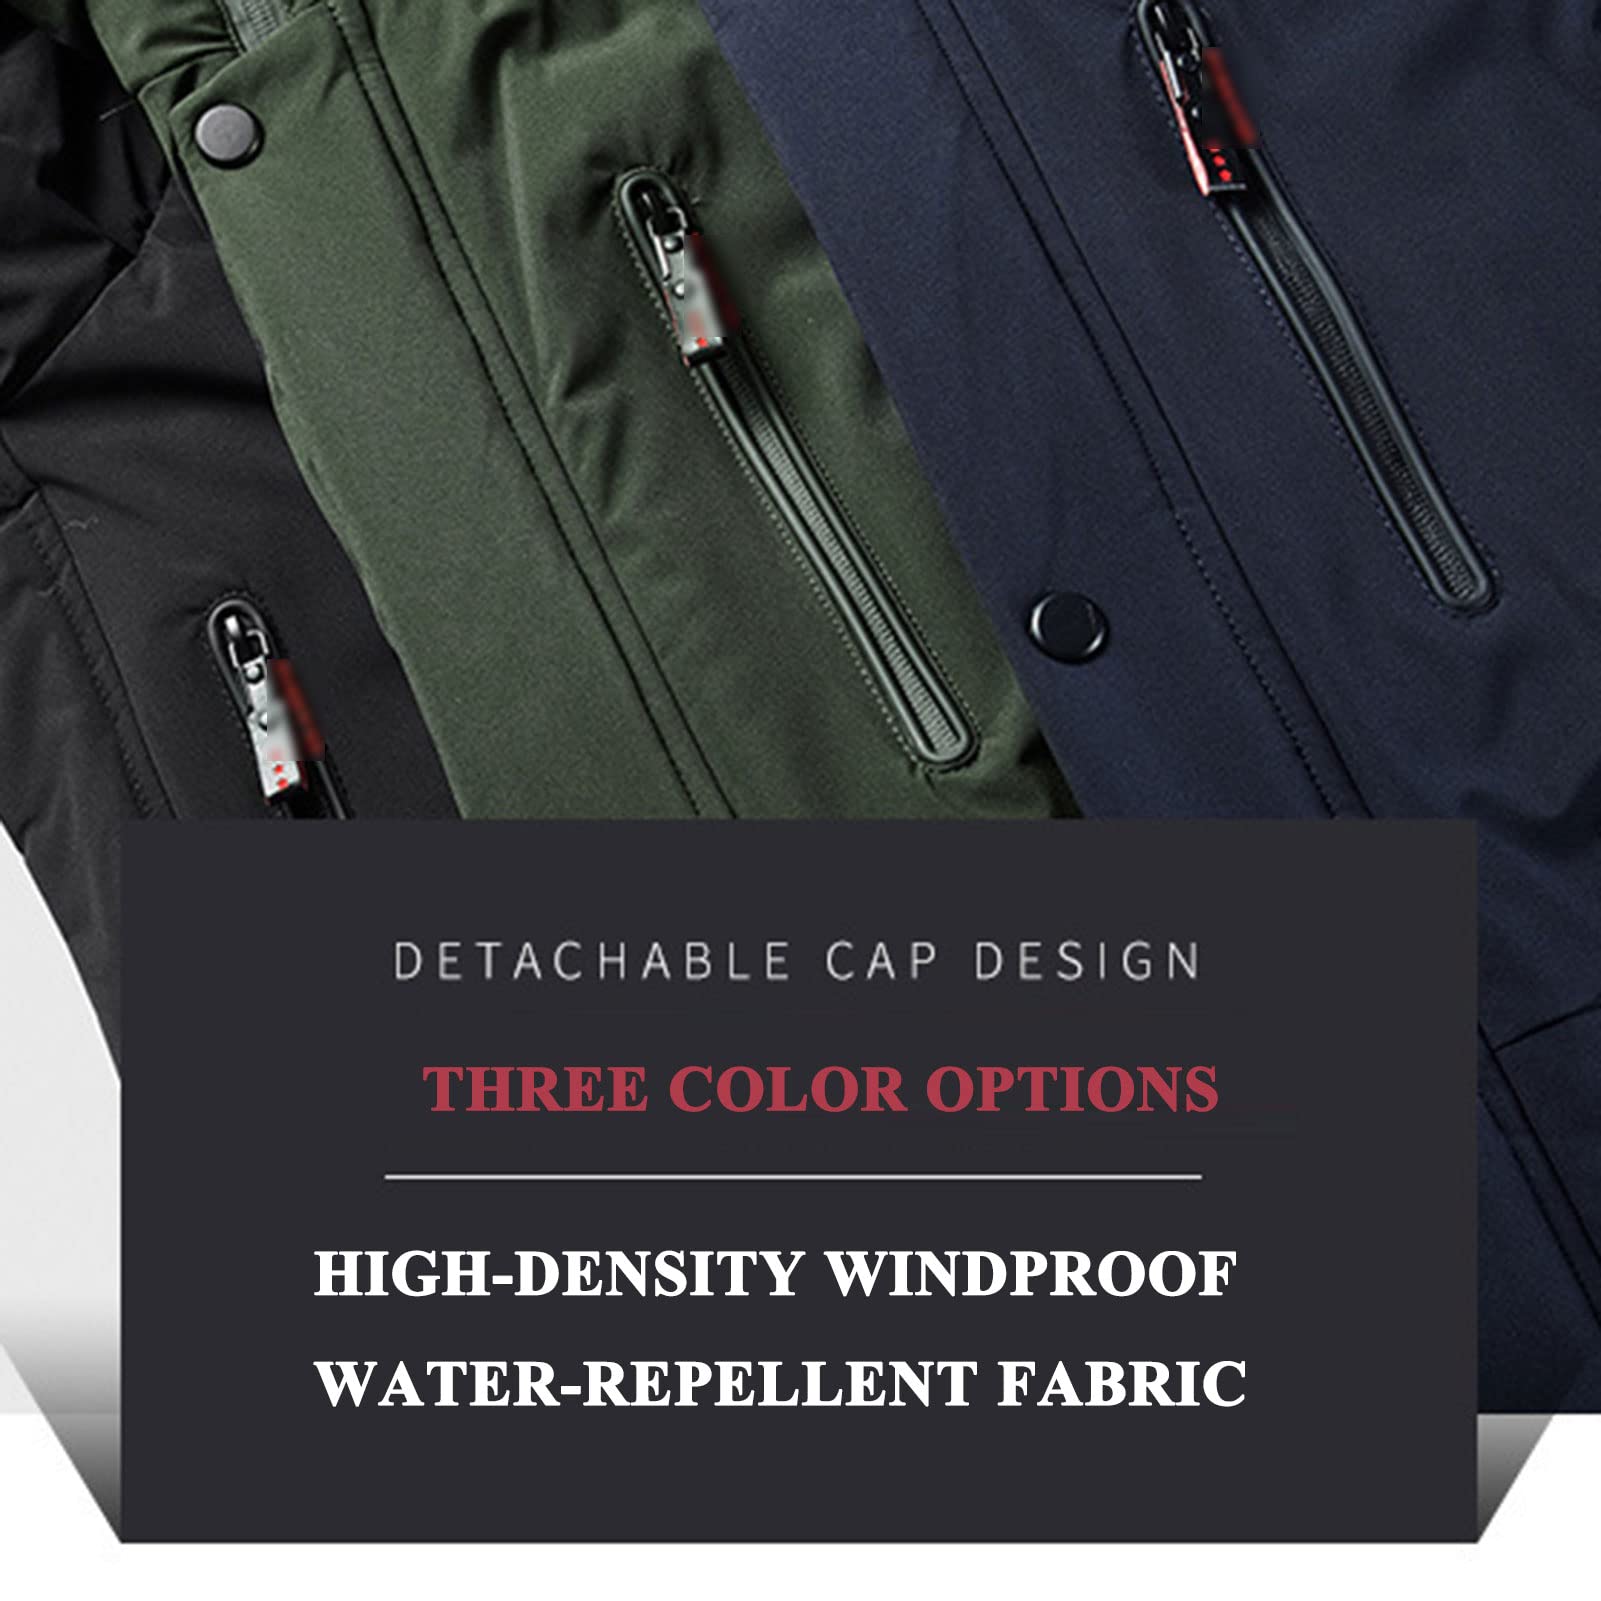 DETACHABLE CAP DESIGN
THREE COLOR OPTIONS
HIGH-DENSITY WINDPROOF
WATER-REPELLENT FABRIC